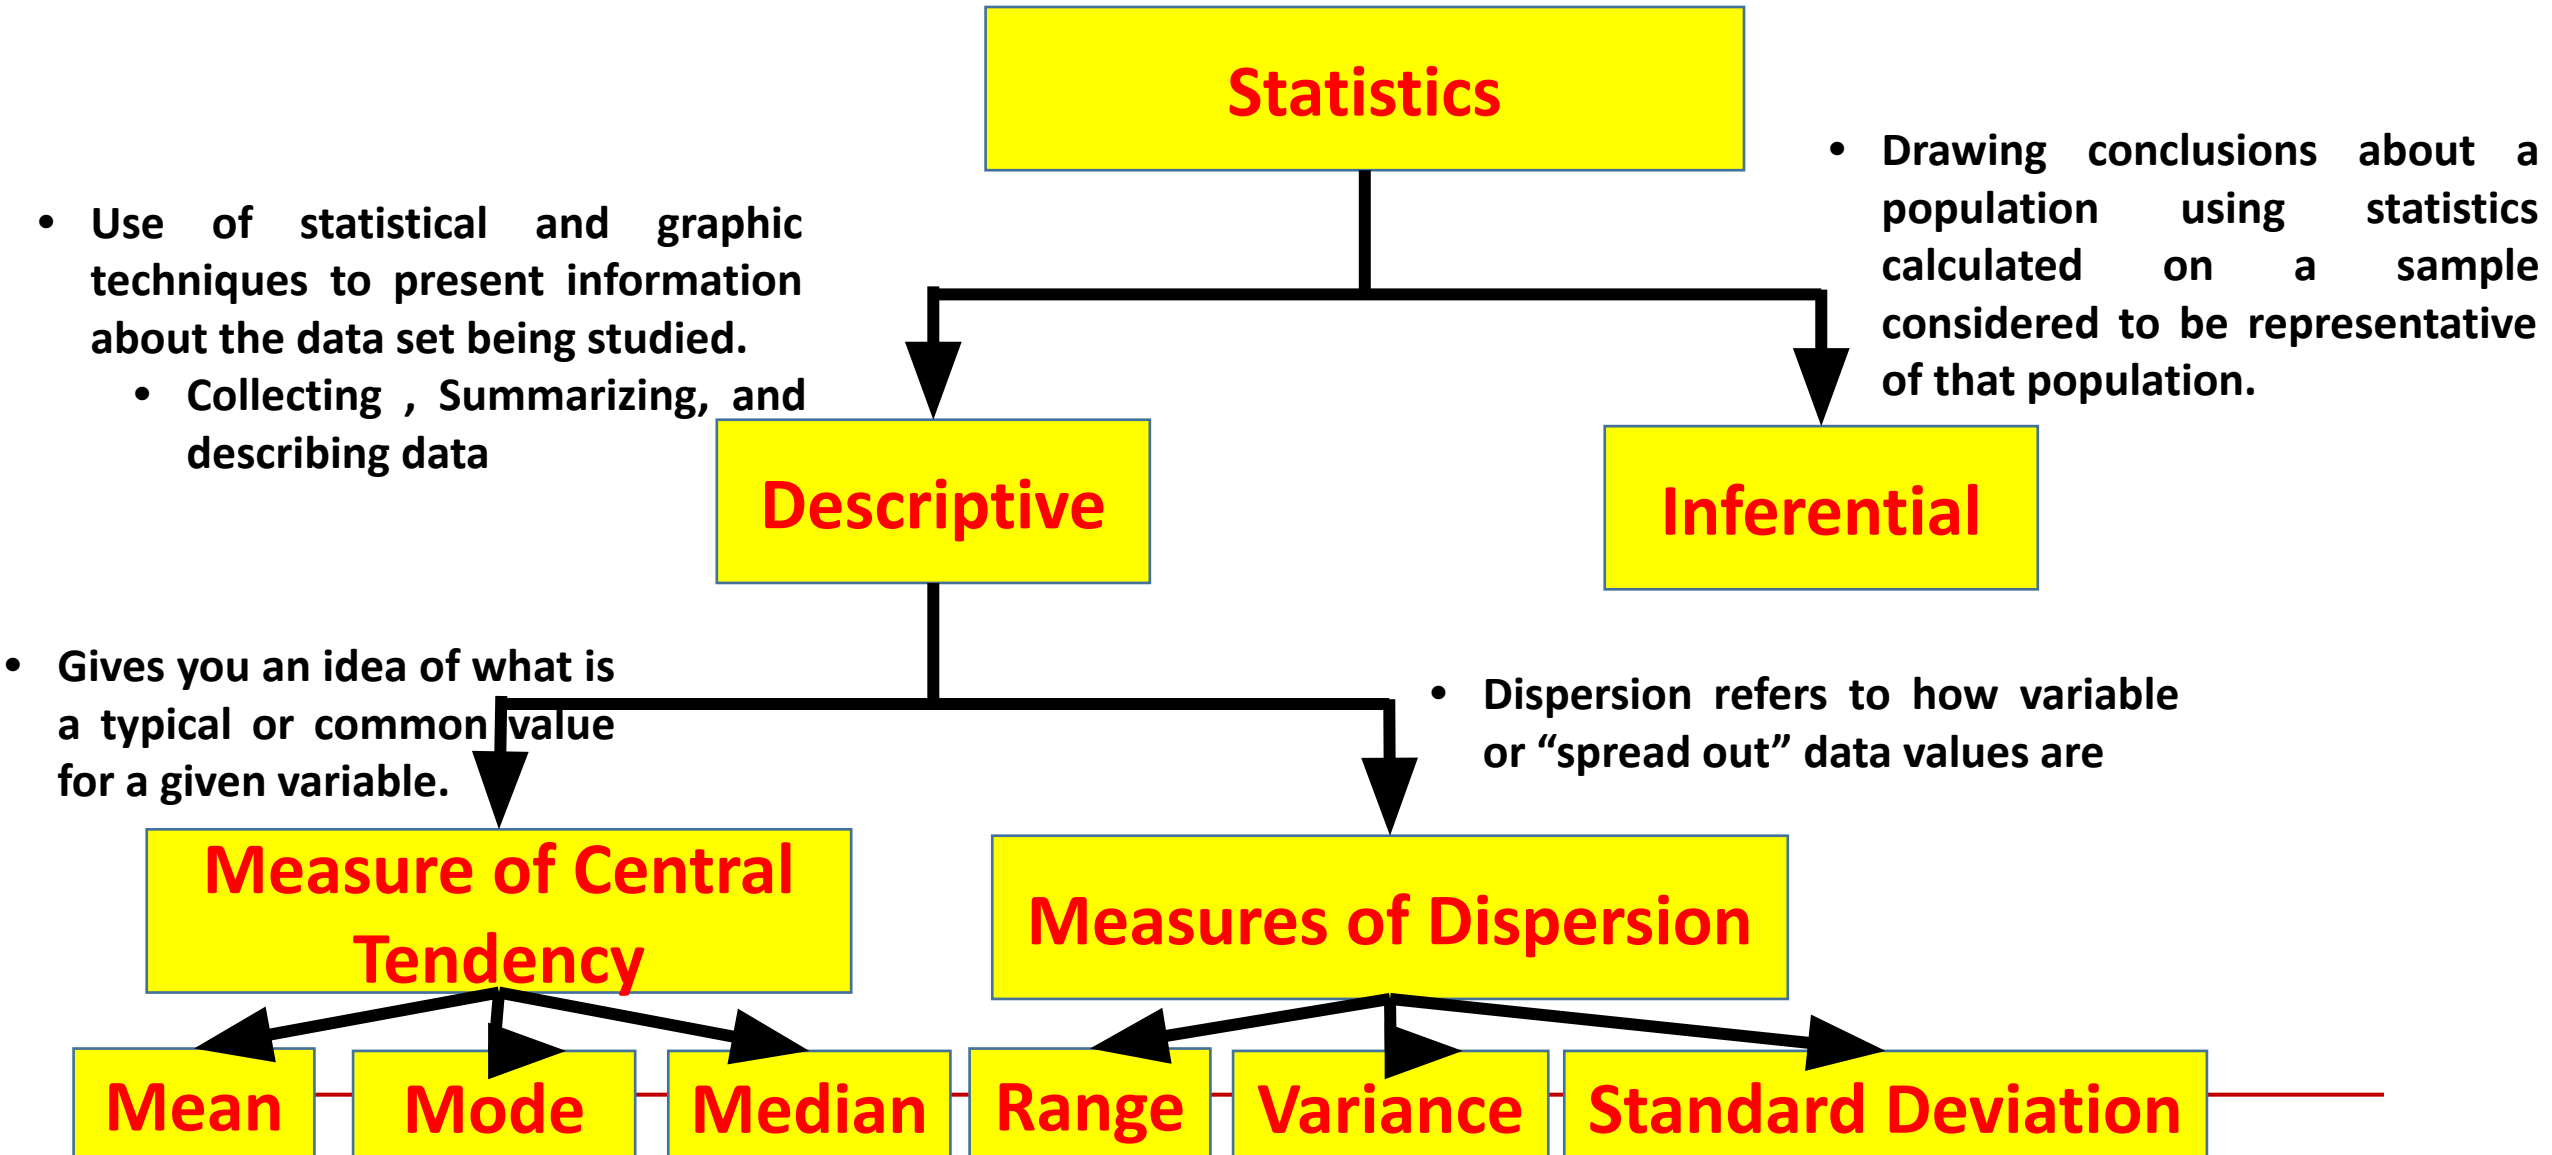 Statistics
• Drawing conclusions about a
population using statistics
calculated on a sample
considered to be representative
of that population.
• Use of statistical and graphic
techniques to present information
about the data set being studied.
• Collecting , Summarizing, and
describing data
Descriptive
Inferential
• Gives you an idea of what is
a typical or common value
for a given variable.
• Dispersion refers to how variable
or “spread out” data values are
Measure of Central
Tendency
Measures of Dispersion
Mean
Mode
Median
Range
Variance
Standard Deviation